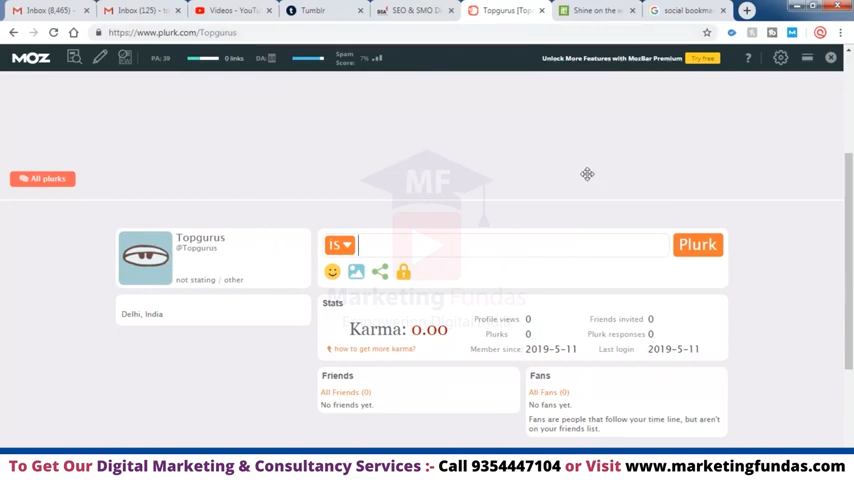 Inbox (8,465)
Inbox (125) - to
Videos - YouTu
Tumblr
SEO & SMO D
Topgurus [Top
Shine on the w
social bookma
https://www.plurk.com/Topgurus
MOZ
PA: 39
0 links
DA:
Spam Score: 7%
Unlock More Features with MozBar Premium
Try free
All plurks
MF
Topgurus
@Topgurus
not stating / other
Delhi, India
IS
Plurk
Marketing Fundas
Stats
Karma: 0.00
how to get more karma?
Profile views 0
Friends invited 0
Plurks 0
Plurk responses 0
Member since: 2019-5-11
Last login 2019-5-11
Friends
All Friends (0)
No friends yet.
Fans
All Fans (0)
No fans yet.
Fans are people that follow your time line, but aren't
on your friends list.
To Get Our Digital Marketing & Consultancy Services :- Call 9354447104 or Visit www.marketingfundas.com